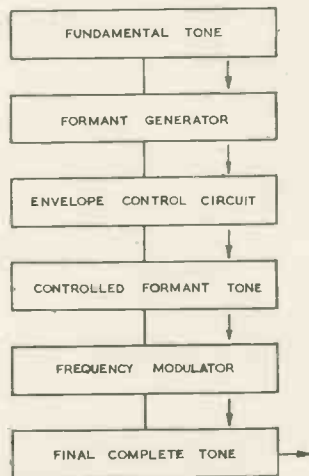 FUNDAMENTAL TONE
FORMANT GENERATOR
ENVELOPE CONTROL CIRCUIT
CONTROLLED FORMANT TONE
FREQUENCY MODULATOR
FINAL COMPLETE TONE